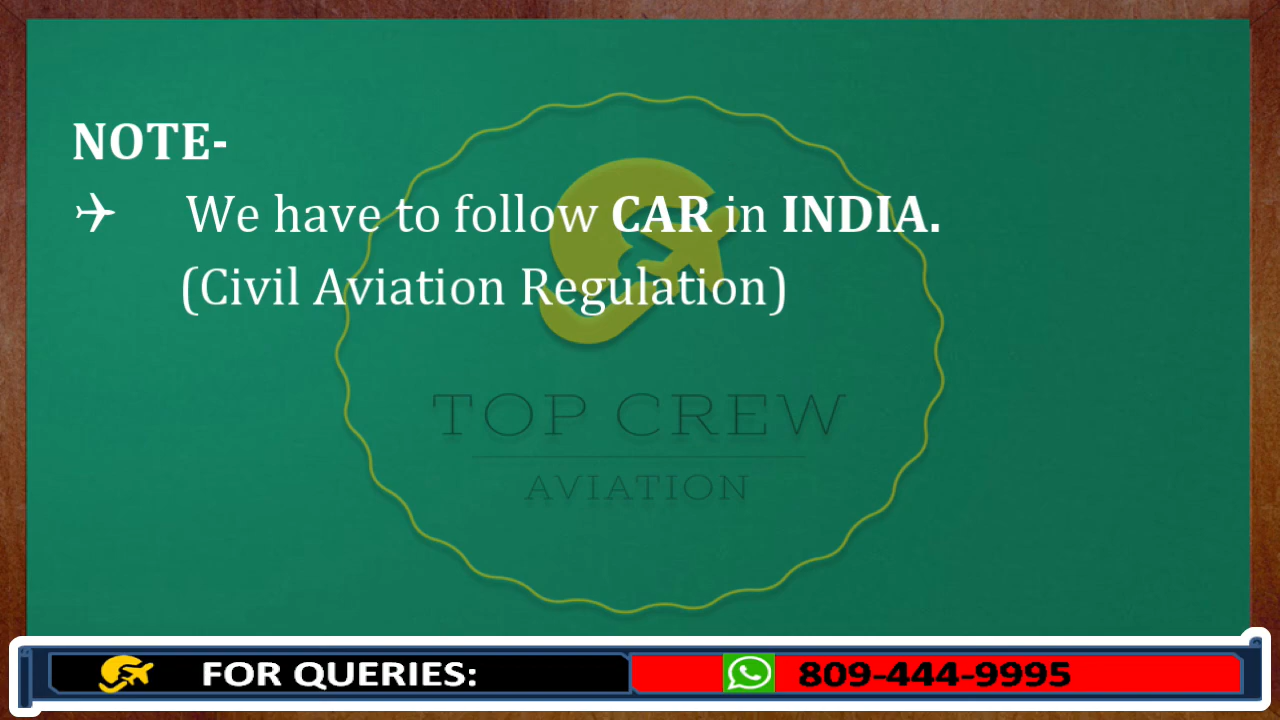 NOTE-
✈ We have to follow CAR in INDIA.
(Civil Aviation Regulation)
TOP CREW
AVIATION
FOR QUERIES: 809-444-9995